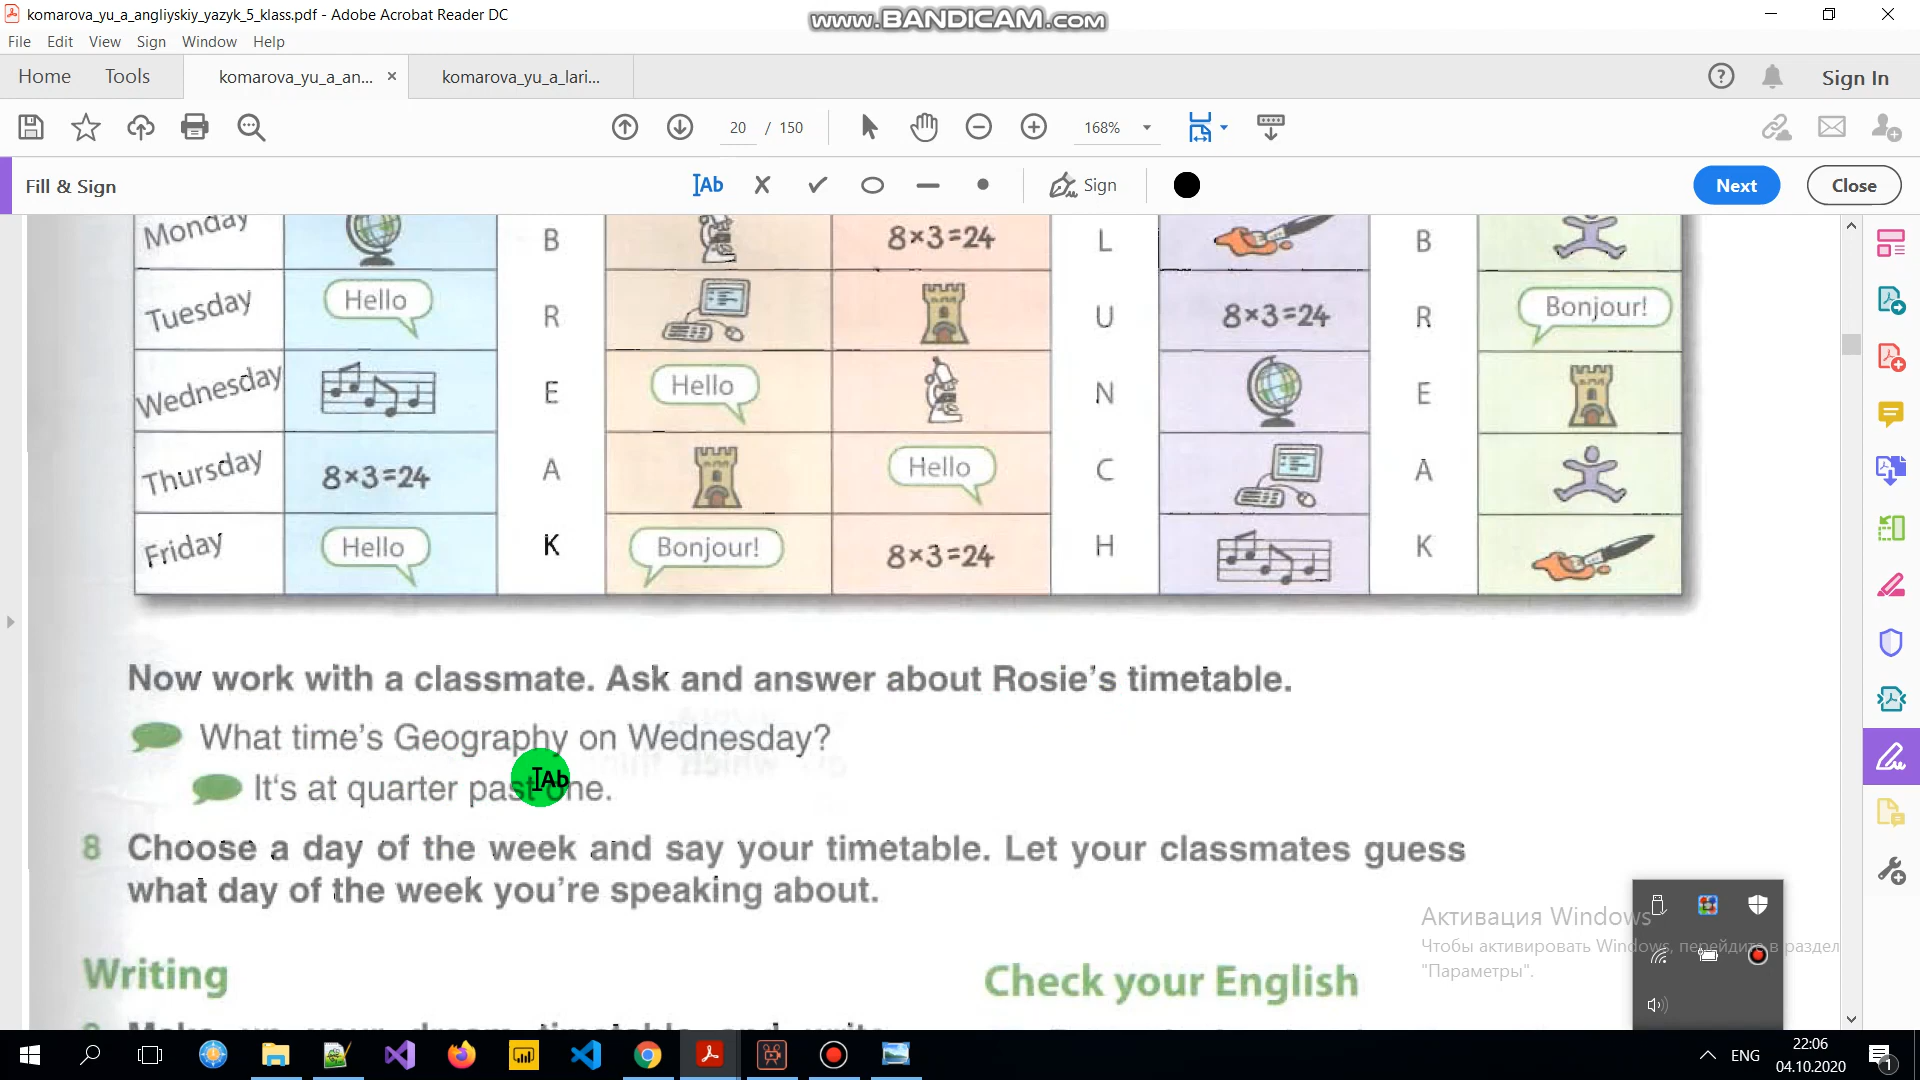 komarova_yu_a_angliyskiy_yazyk_5_klass.pdf - Adobe Acrobat Reader DC
www.BANDICAM.com
File Edit View Sign Window Help
Home Tools komarova_yu_a_an... × komarova_yu_a_lari... Sign In
20 / 150 168%
Fill & Sign Ab Sign Next Close
Monday B 8×3=24 L B
Tuesday Hello R U 8×3=24 R Bonjour!
Wednesday E Hello N E
Thursday 8×3=24 A Hello C A
Friday Hello K Bonjour! 8×3=24 H K
Now work with a classmate. Ask and answer about Rosie's timetable.
What time's Geography on Wednesday?
It's at quarter past one.
Ab
8 Choose a day of the week and say your timetable. Let your classmates guess
what day of the week you're speaking about.
Активация Windows
Чтобы активировать Windows, перейдите в раздел
"Параметры".
Writing Check your English
ENG 22:06
04.10.2020
1